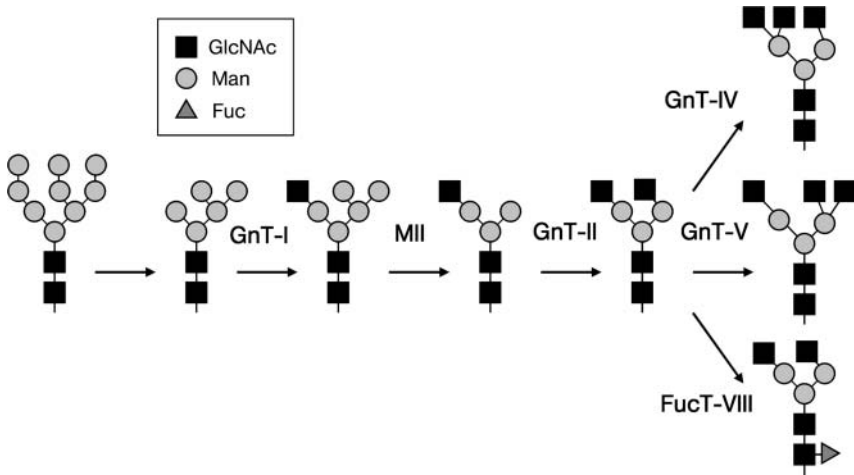 GlcNAc
Man
Fuc
GnT-IV
GnT-I
MII
GnT-II
GnT-V
FucT-VIII